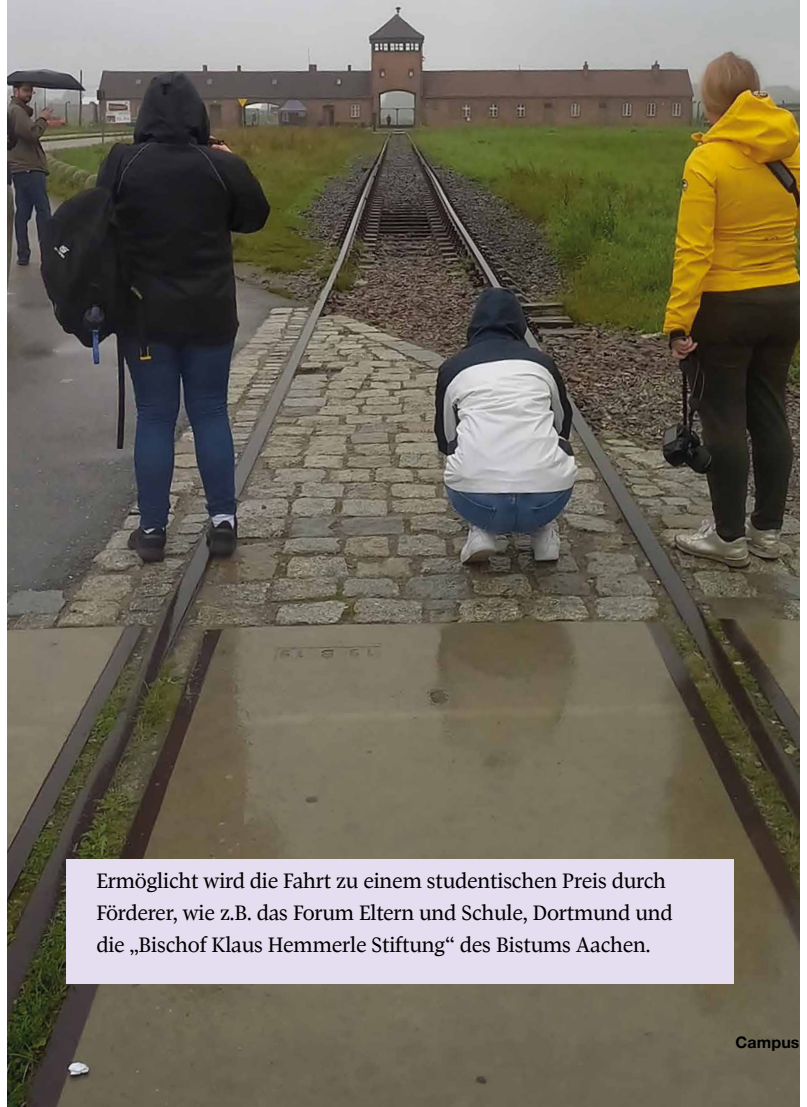 Ermöglicht wird die Fahrt zu einem studentischen Preis durch
Förderer, wie z.B. das Forum Eltern und Schule, Dortmund und
die „Bischof Klaus Hemmerle Stiftung“ des Bistums Aachen.
Campus